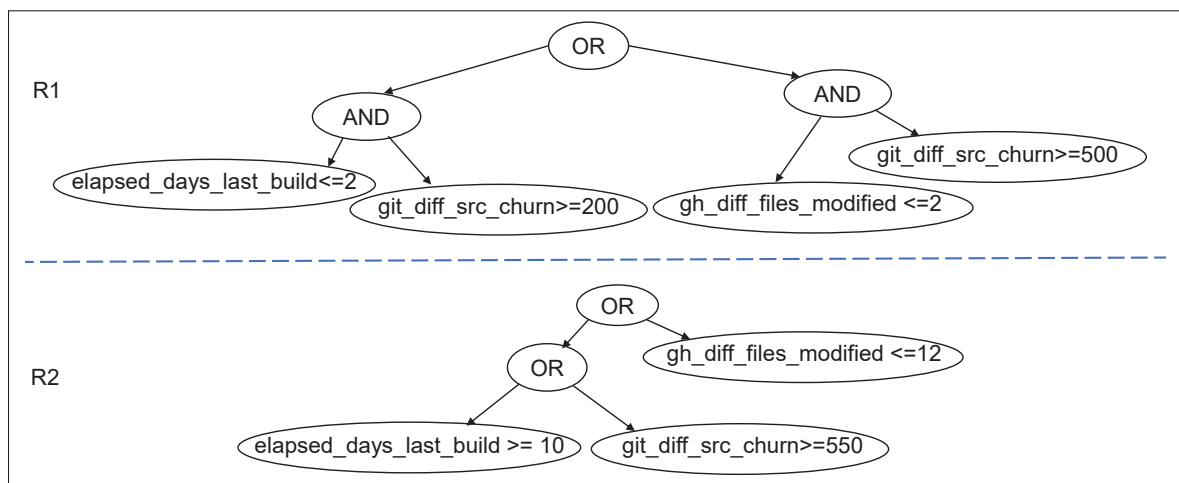 OR
R1
AND
AND
elapsed_days_last_build<=2
git_diff_src_churn>=200
gh_diff_files_modified <=2
git_diff_src_churn>=500
OR
gh_diff_files_modified <=12
OR
R2
elapsed_days_last_build >= 10
git_diff_src_churn>=550